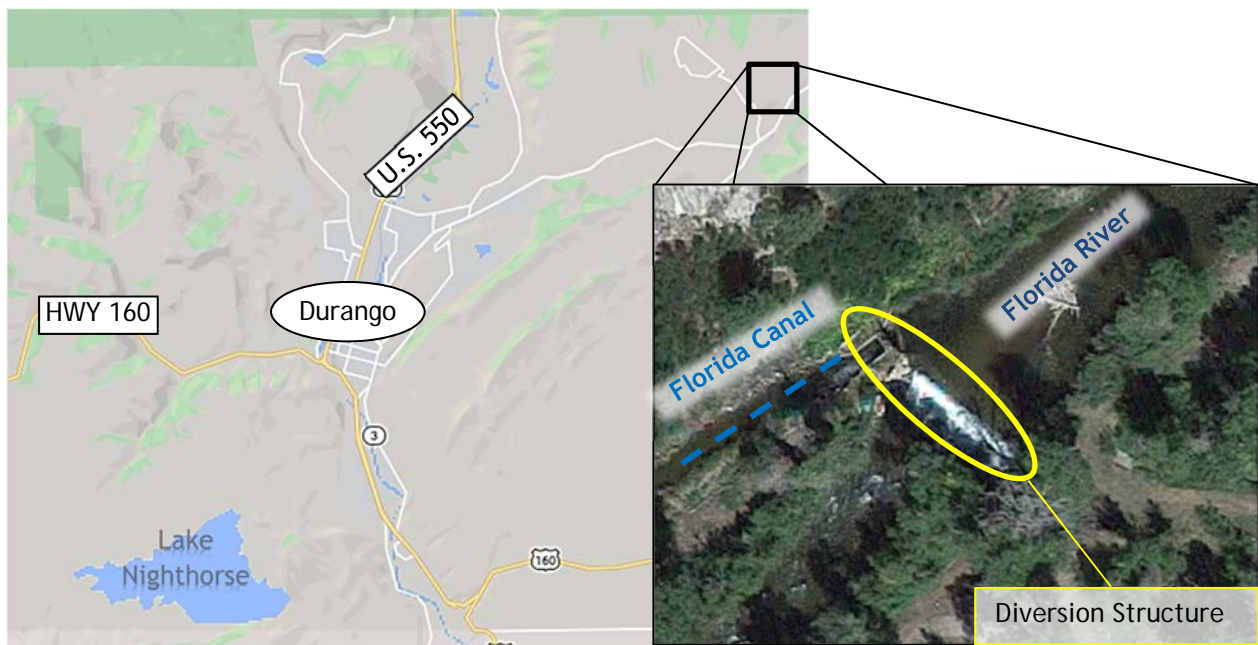 U.S. 550
HWY 160
Durango
3
160
Lake
Nighthorse
Florida River
Florida Canal
Diversion Structure